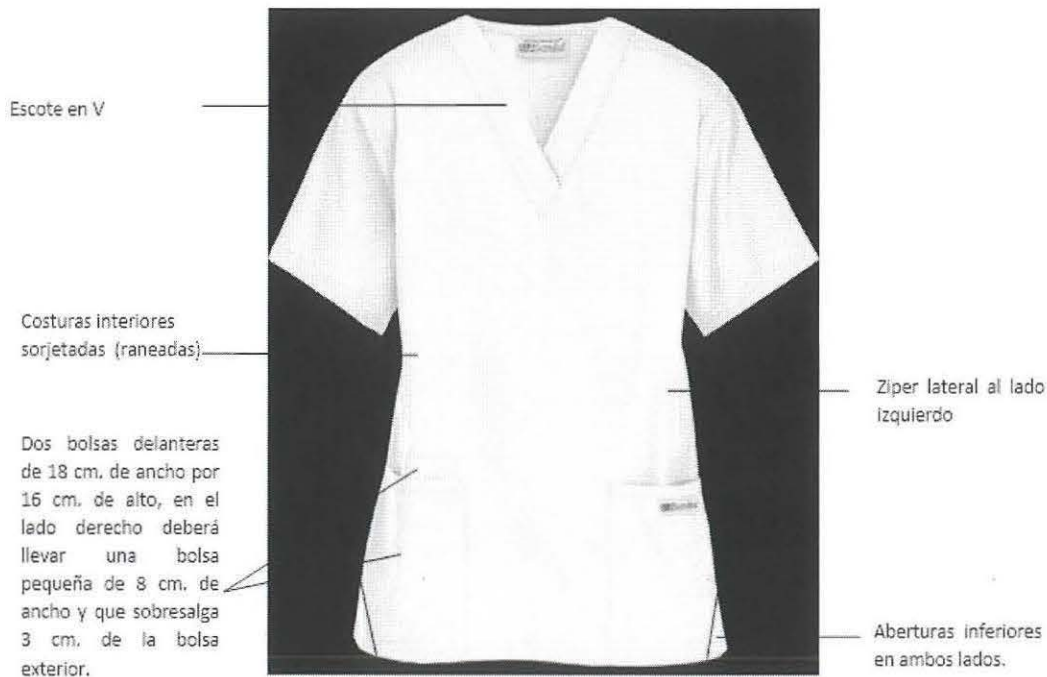 Escote en V
Costuras interiores
sorjetadas (raneadas)
Dos bolsas delanteras
de 18 cm. de ancho por
16 cm. de alto, en el
lado derecho deberá
llevar una bolsa
pequeña de 8 cm. de
ancho y que sobresalga
3 cm. de la bolsa
exterior.
Ziper lateral al lado
izquierdo
Aberturas inferiores
en ambos lados.